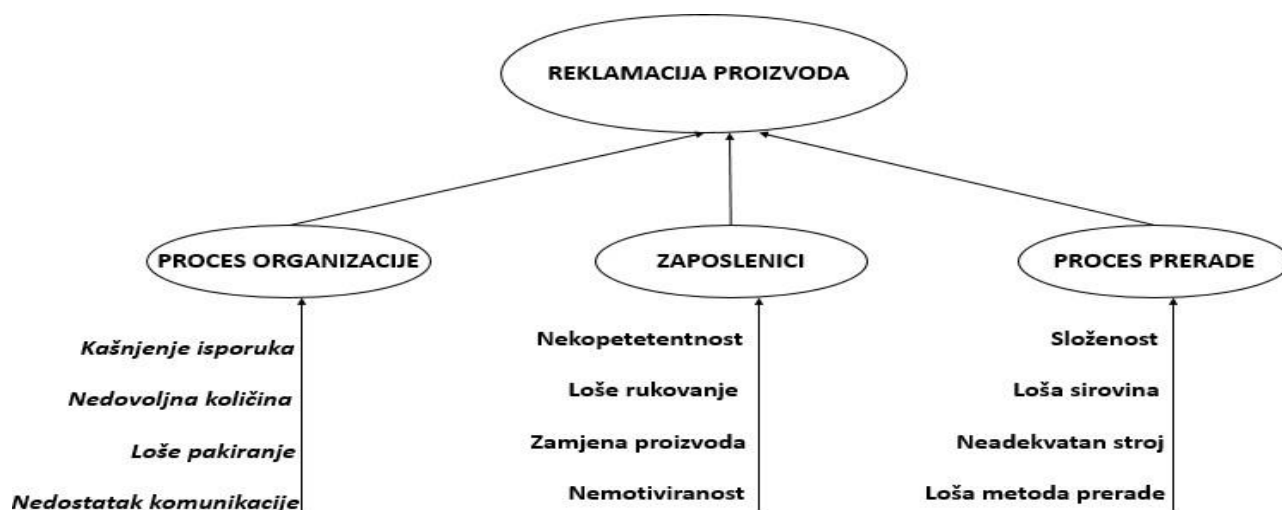 REKLAMACIJA PROIZVODA
PROCES ORGANIZACIJE
ZAPOSLENICI
PROCES PRERADE
Kašnjenje isporuka
Nedovoljna količina
Loše pakiranje
Nedostatak komunikacije
Nekopetetentnost
Loše rukovanje
Zamjena proizvoda
Nemotiviranost
Složenost
Loša sirovina
Neadekvatan stroj
Loša metoda prerade